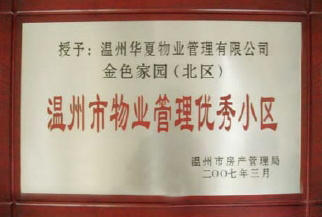 授予：温州华夏物业管理有限公司
金色家园（北区）
温州市物业管理优秀小区
温州市房产管理局
二〇〇七年三月